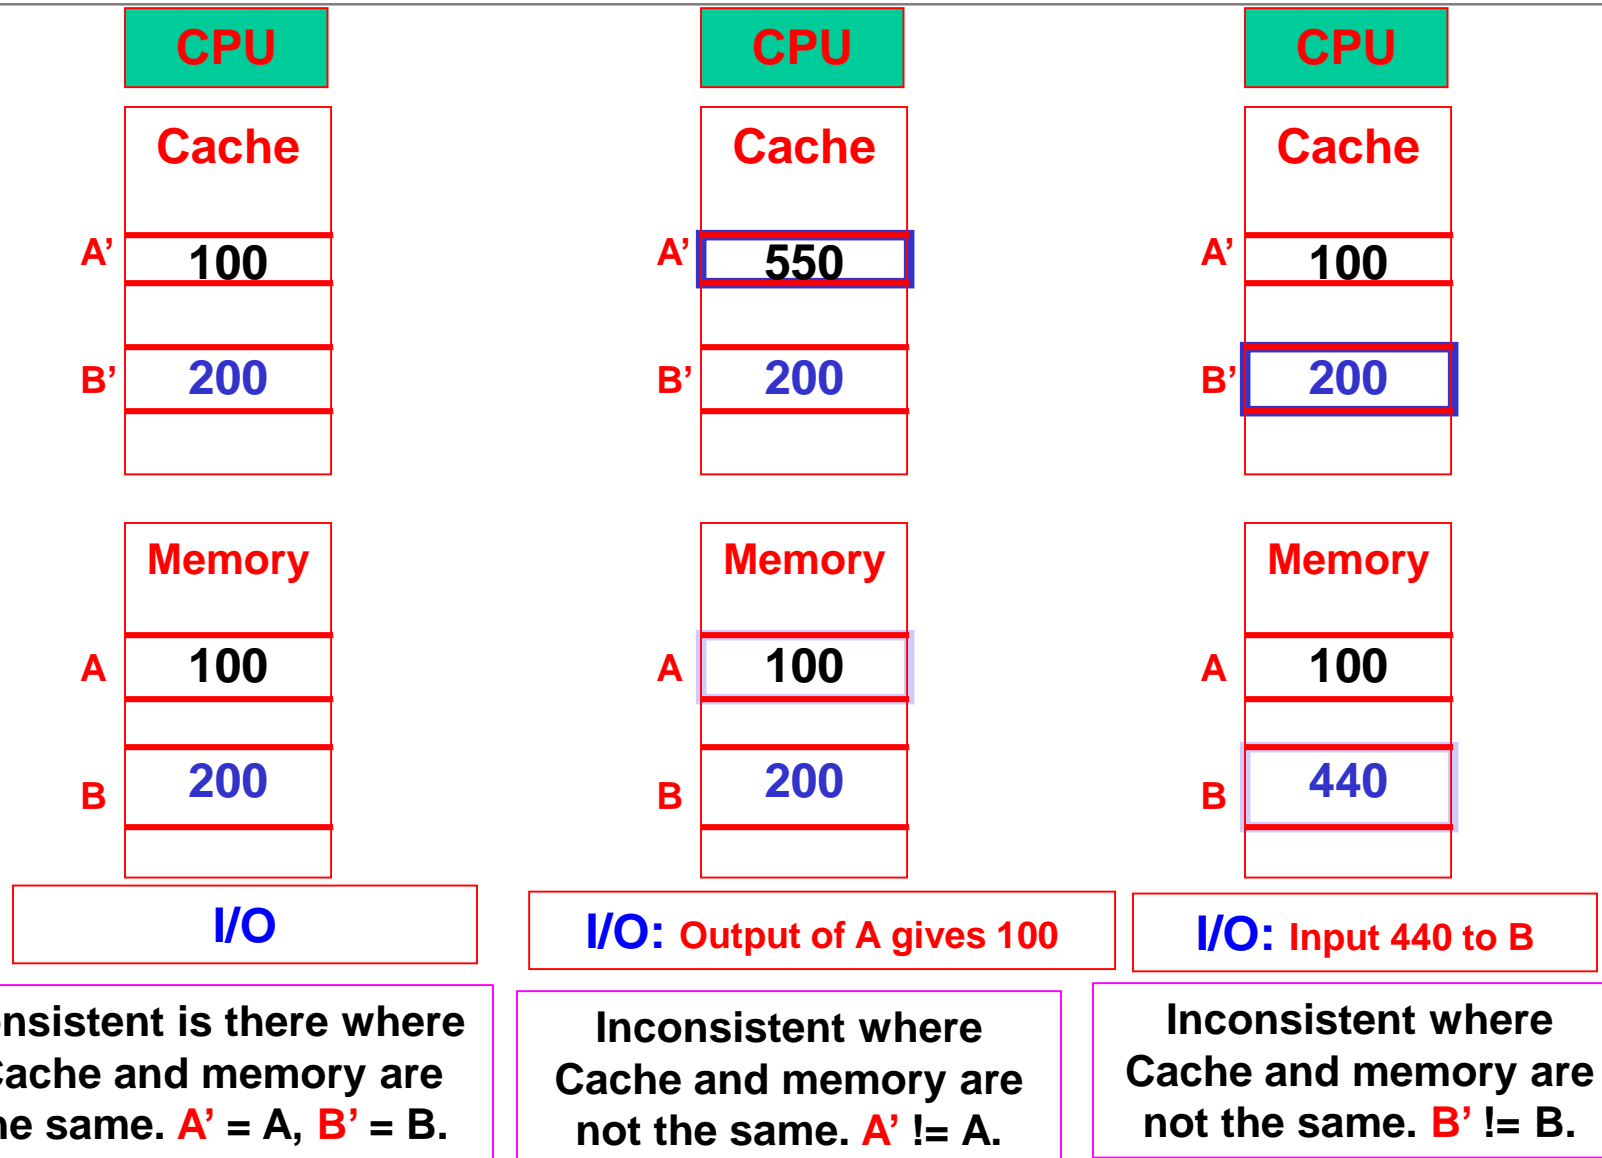 CPU
Cache
A’ 100
B’ 200
Memory
A 100
B 200
I/O
nsistent is there where
Cache and memory are
he same. A’ = A, B’ = B.
CPU
Cache
A’ 550
B’ 200
Memory
A 100
B 200
I/O: Output of A gives 100
Inconsistent where
Cache and memory are
not the same. A’ != A.
CPU
Cache
A’ 100
B’ 200
Memory
A 100
B 440
I/O: Input 440 to B
Inconsistent where
Cache and memory are
not the same. B’ != B.